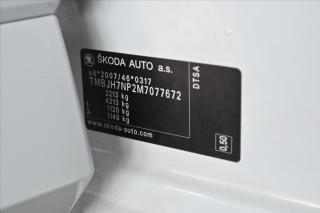 ŠKODA AUTO a.s.
e8*2007/46*0317
TMBJH7NP2M7077672
2213 kg
4213 kg
1- 1120 kg
2- 1140 kg
www.skoda-auto.com
DTSA
0,50